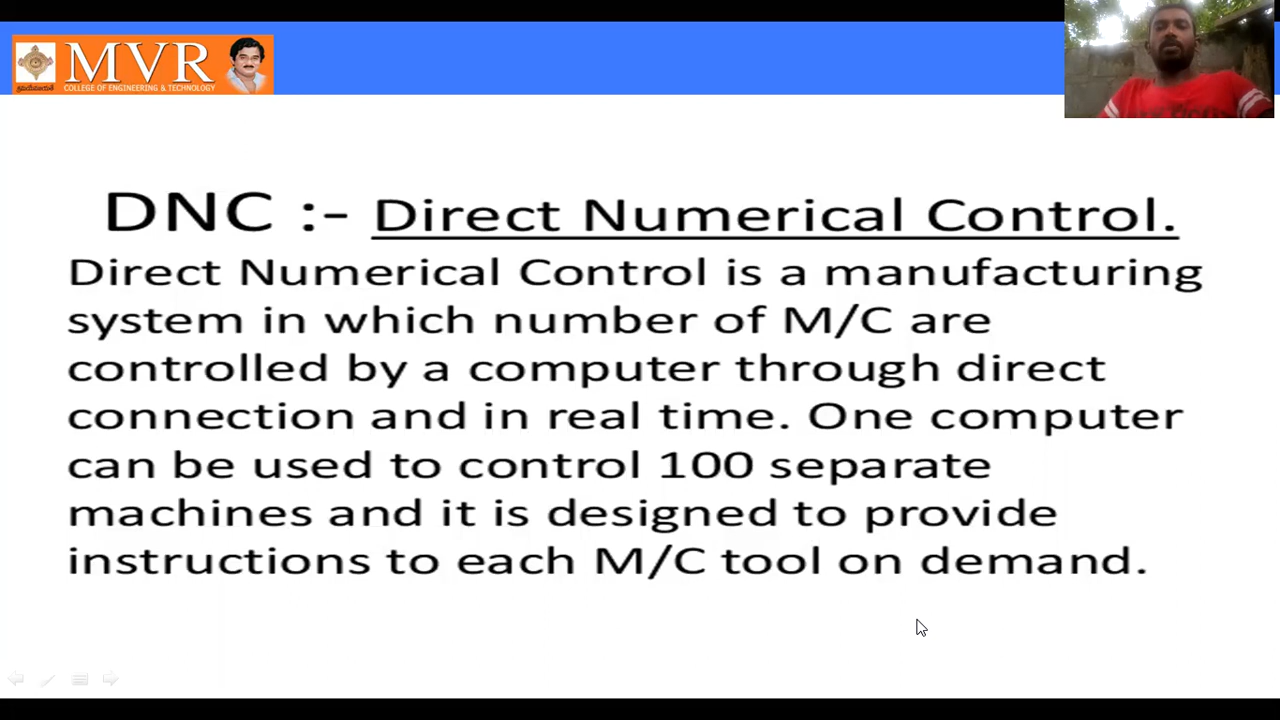 MVR
COLLEGE OF ENGINEERING & TECHNOLOGY
DNC :- Direct Numerical Control.
Direct Numerical Control is a manufacturing
system in which number of M/C are
controlled by a computer through direct
connection and in real time. One computer
can be used to control 100 separate
machines and it is designed to provide
instructions to each M/C tool on demand.